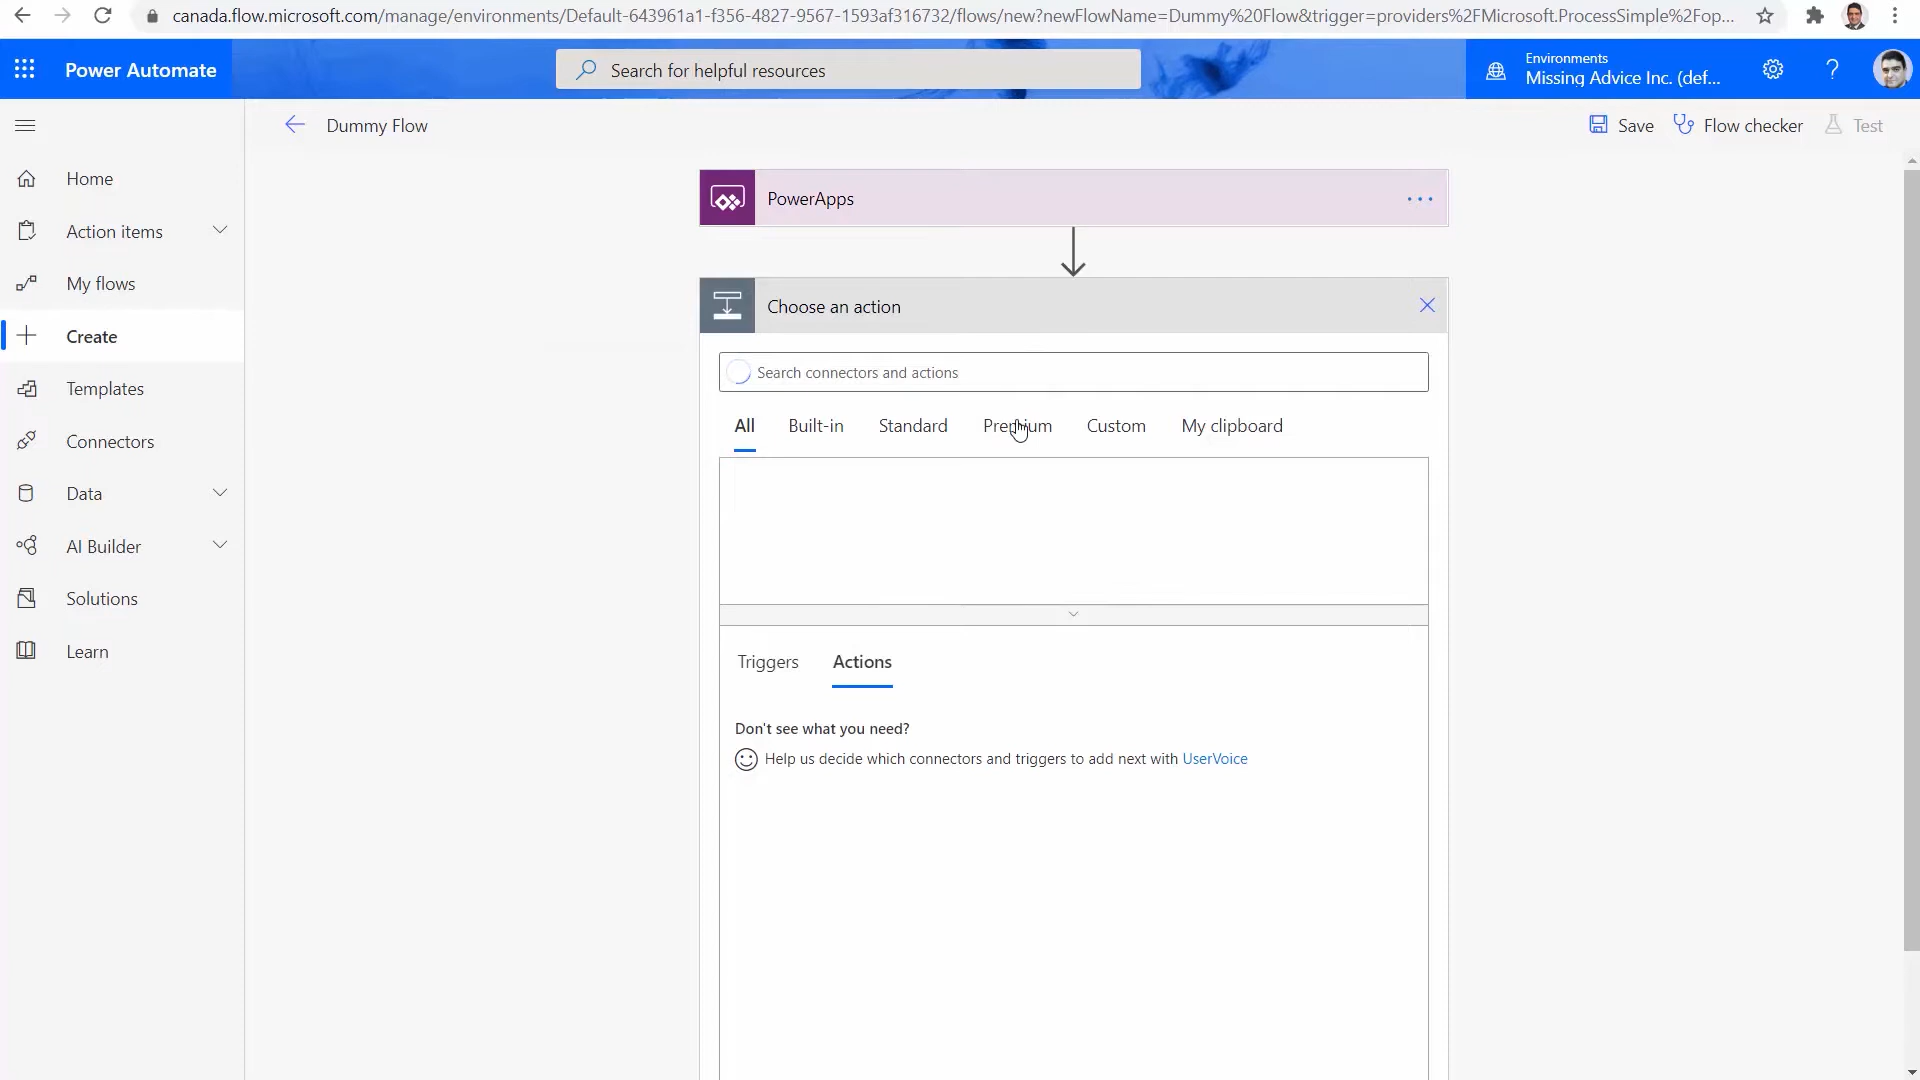 canada.flow.microsoft.com/manage/environments/Default-643961a1-f356-4827-9567-1593af316732/flows/new?newFlowName=Dummy%20Flow&trigger=providers%2FMicrosoft.ProcessSimple%2Fop...
Power Automate
Search for helpful resources
Environments
Missing Advice Inc. (def...
?
Dummy Flow
Save
Flow checker
Test
Home
Action items
My flows
Create
Templates
Connectors
Data
AI Builder
Solutions
Learn
PowerApps
Choose an action
Search connectors and actions
All Built-in Standard Premium Custom My clipboard
Triggers Actions
Don't see what you need?
Help us decide which connectors and triggers to add next with UserVoice